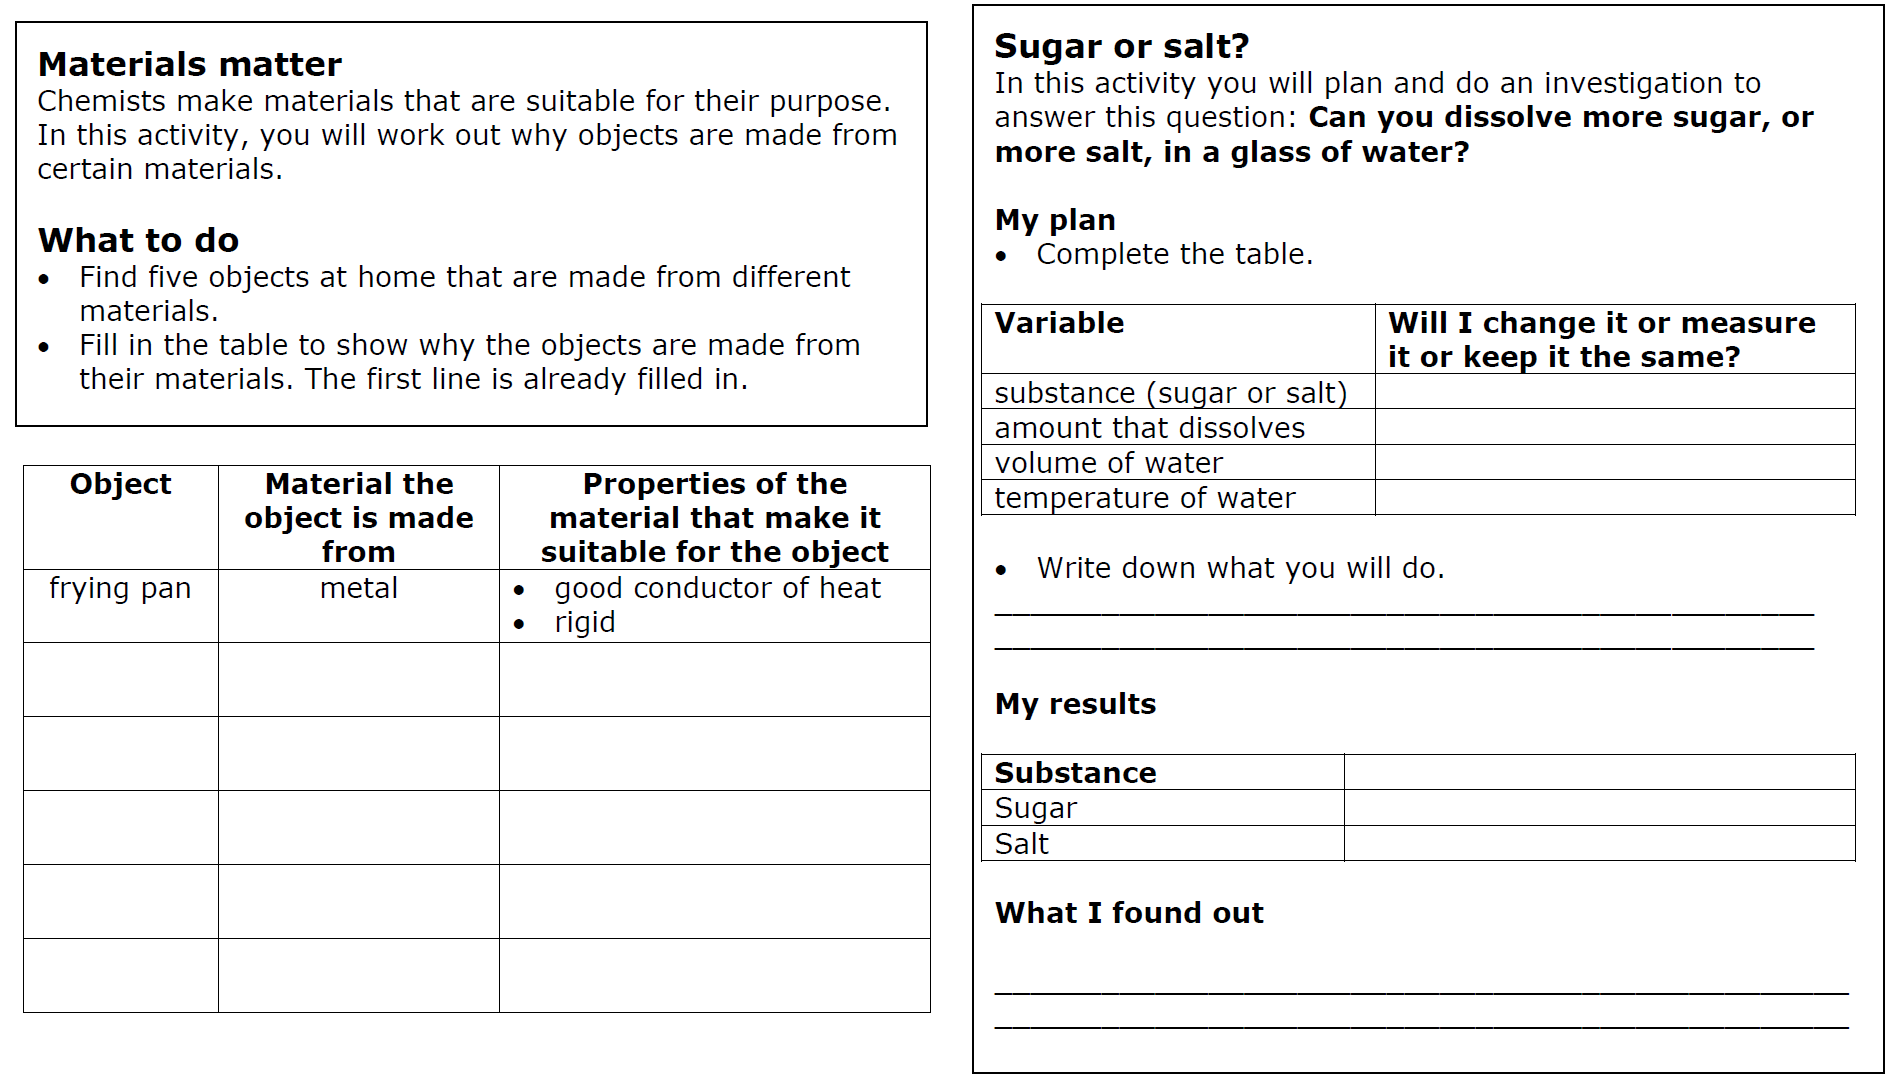 Materials matter
Chemists make materials that are suitable for their purpose.
In this activity, you will work out why objects are made from
certain materials.
What to do
• Find five objects at home that are made from different
materials.
• Fill in the table to show why the objects are made from
their materials. The first line is already filled in.
Object
Material the
object is made
from
Properties of the
material that make it
suitable for the object
frying pan
metal
• good conductor of heat
• rigid
Sugar or salt?
In this activity you will plan and do an investigation to
answer this question: Can you dissolve more sugar, or
more salt, in a glass of water?
My plan
• Complete the table.
Variable
Will I change it or measure
it or keep it the same?
substance (sugar or salt)
amount that dissolves
volume of water
temperature of water
• Write down what you will do.
My results
Substance
Sugar
Salt
What I found out